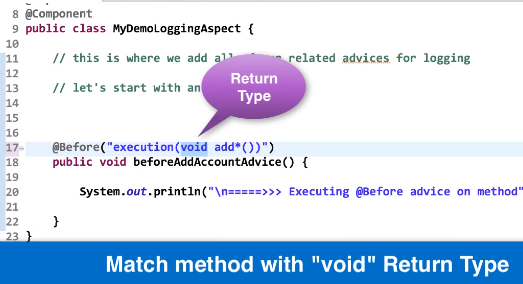 8 @Component
9 public class MyDemoLoggingAspect {
10
11 // this is where we add all related advices for logging
12
13 // let's start with an
14
15
16
17 @Before("execution(void add*())")
18 public void beforeAddAccountAdvice() {
19
20 System.out.println("\n=====>>> Executing @Before advice on method"
21
22 }
23 }
Return
Type
Match method with "void" Return Type